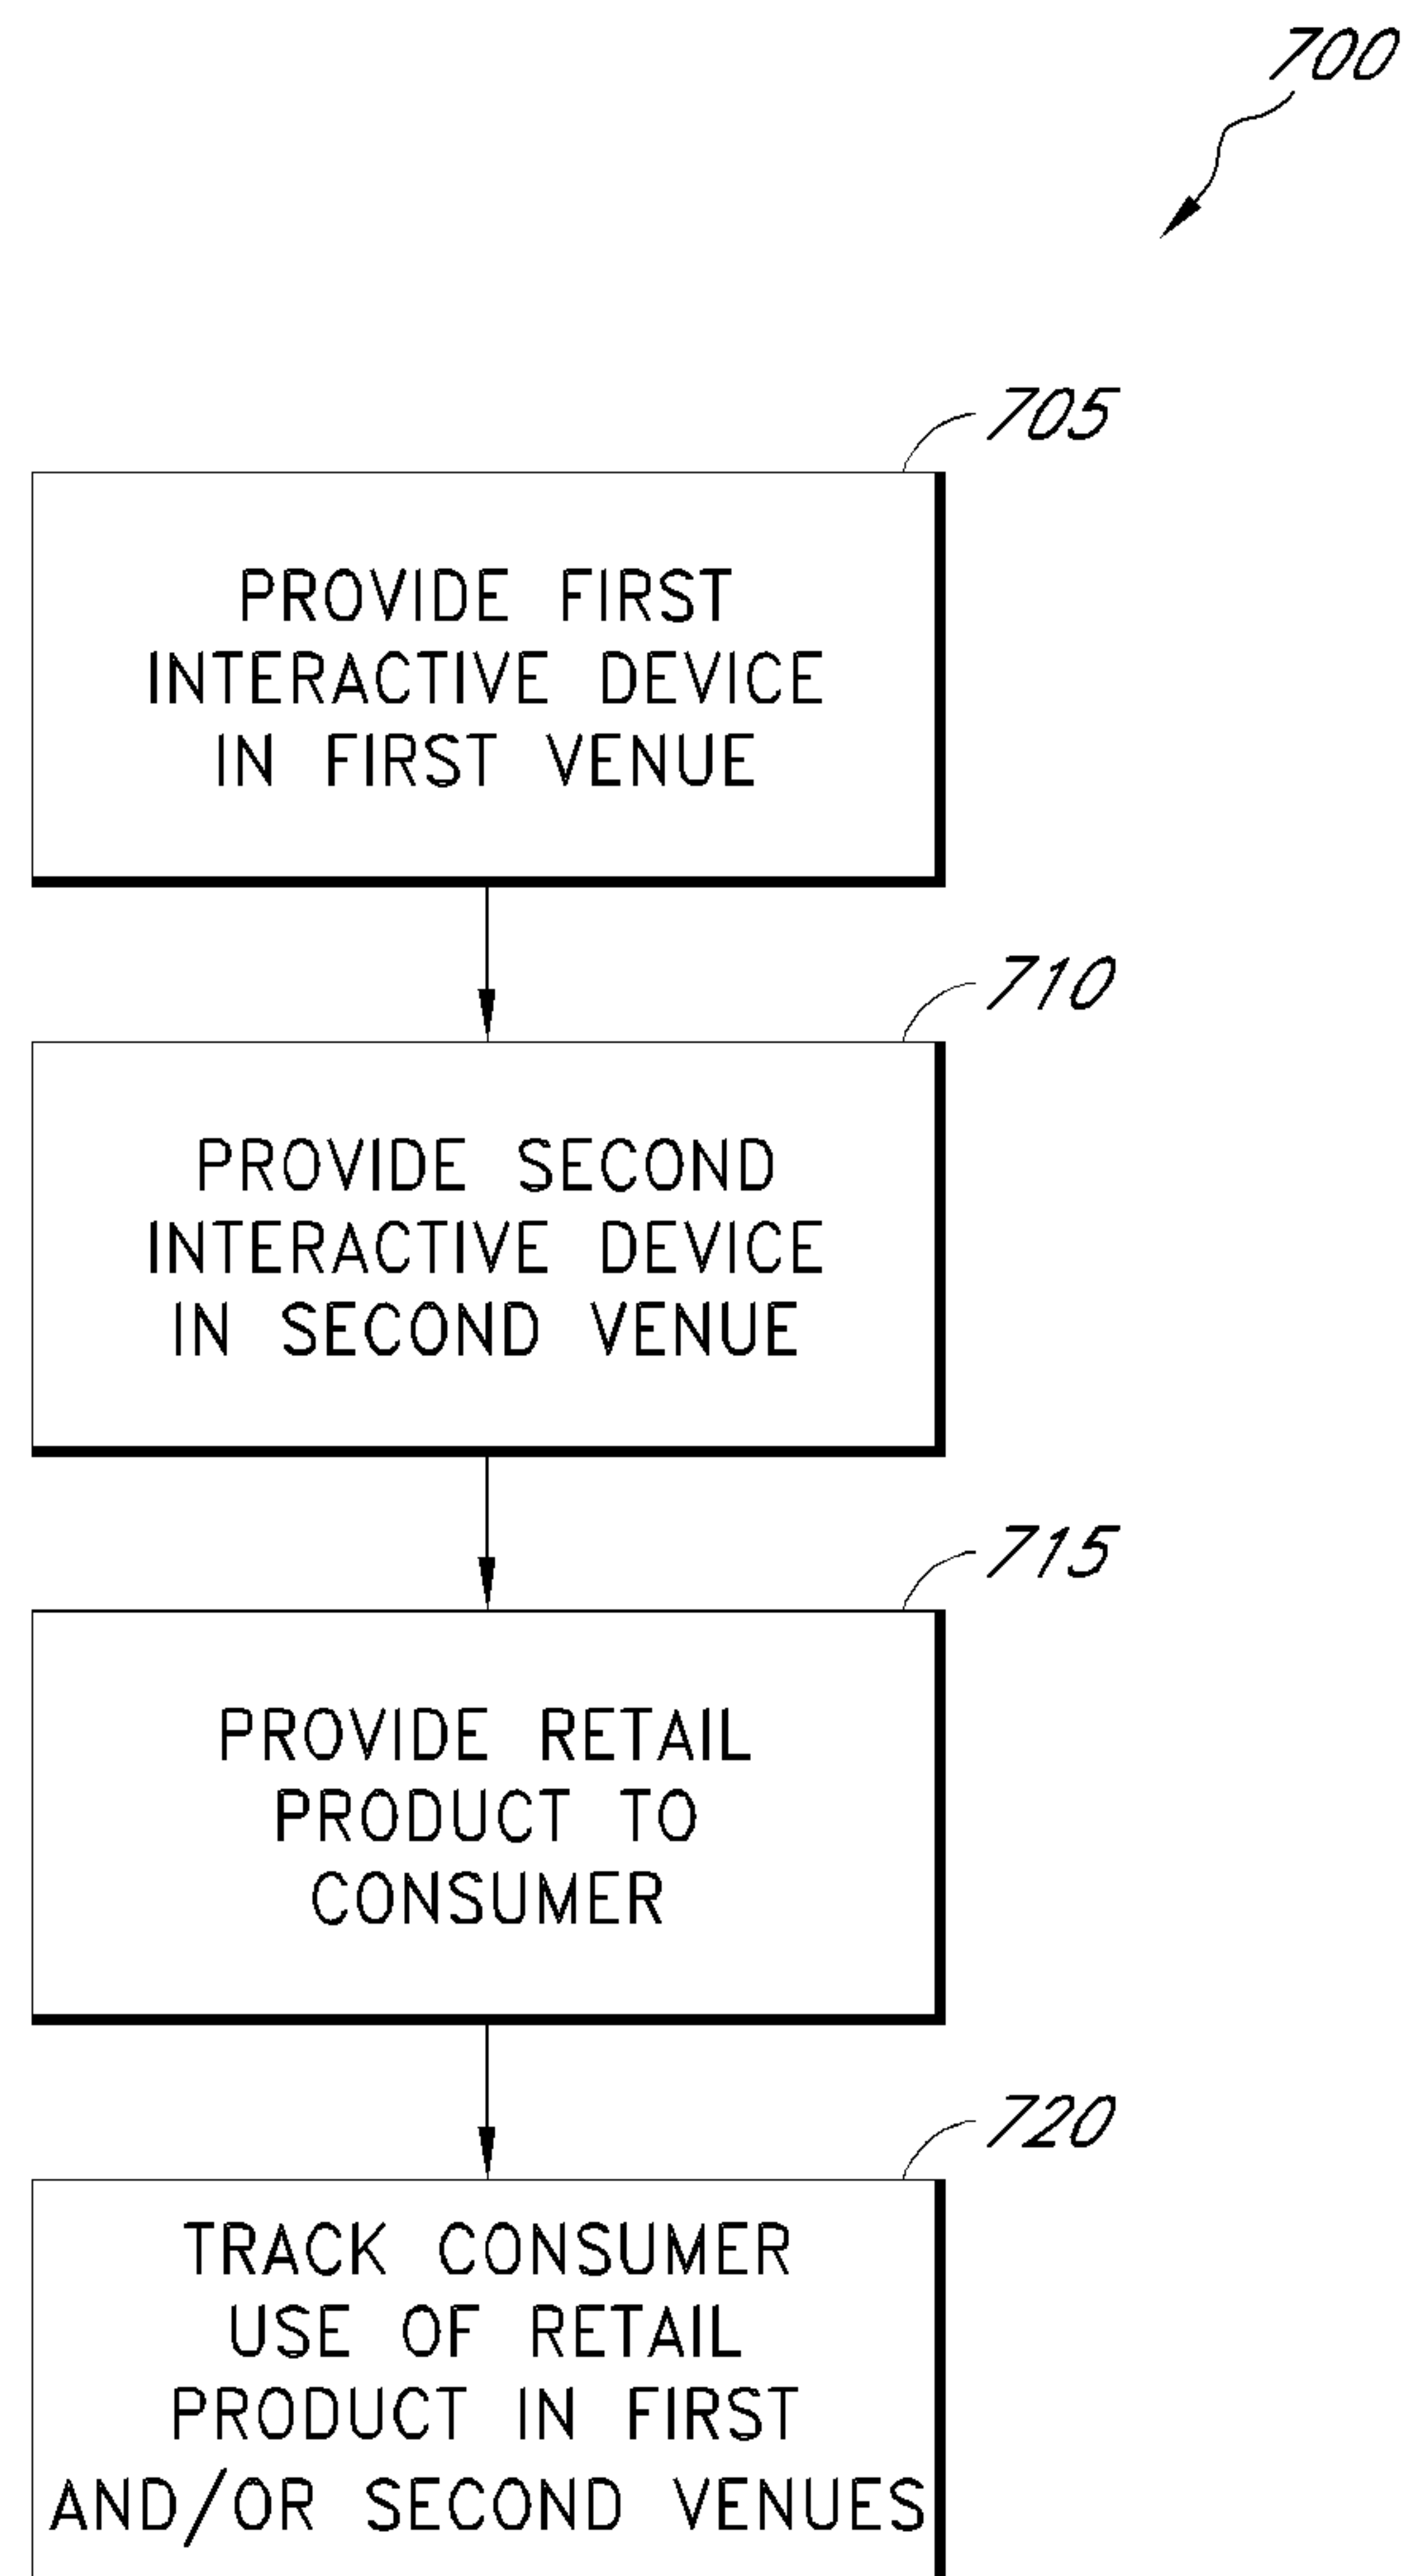 700
705
PROVIDE FIRST
INTERACTIVE DEVICE
IN FIRST VENUE
710
PROVIDE SECOND
INTERACTIVE DEVICE
IN SECOND VENUE
715
PROVIDE RETAIL
PRODUCT TO
CONSUMER
720
TRACK CONSUMER
USE OF RETAIL
PRODUCT IN FIRST
AND/OR SECOND VENUES